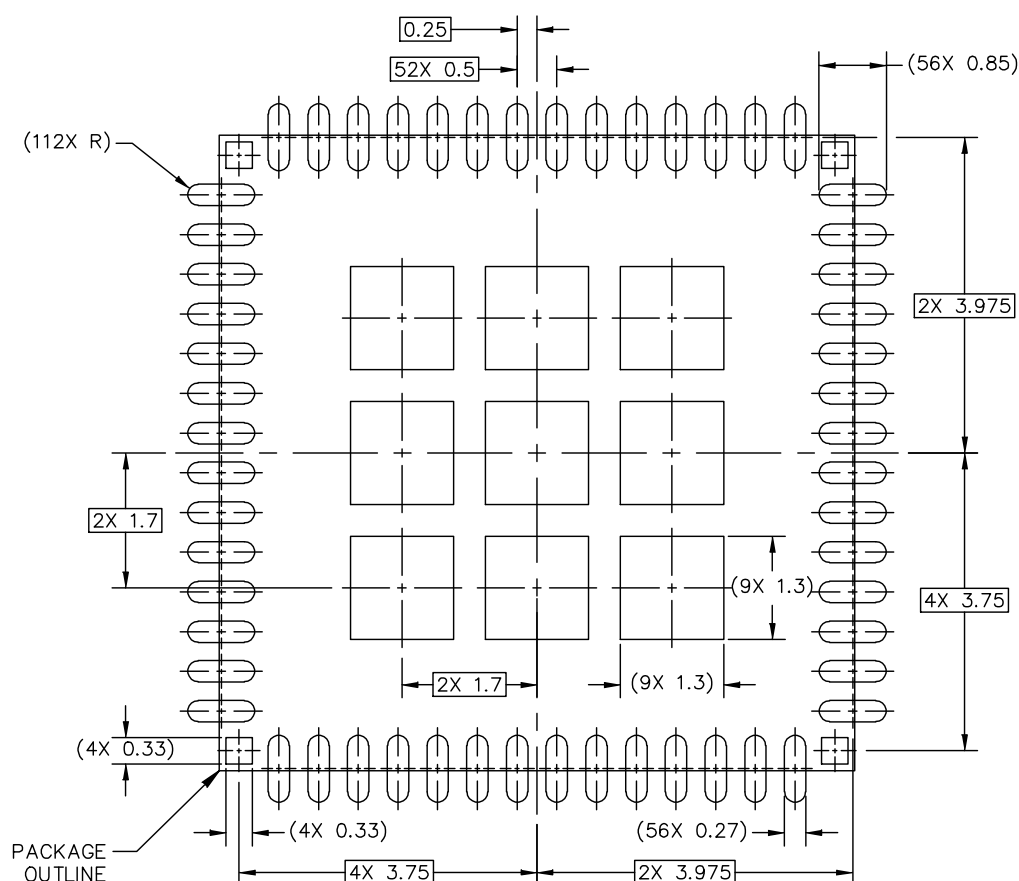 0.25
52X 0.5
(56X 0.85)
(112X R)
2X 3.975
2X 1.7
(9X 1.3)
4X 3.75
2X 1.7
(9X 1.3)
(4X 0.33)
(4X 0.33)
(56X 0.27)
PACKAGE
OUTLINE
4X 3.75
2X 3.975